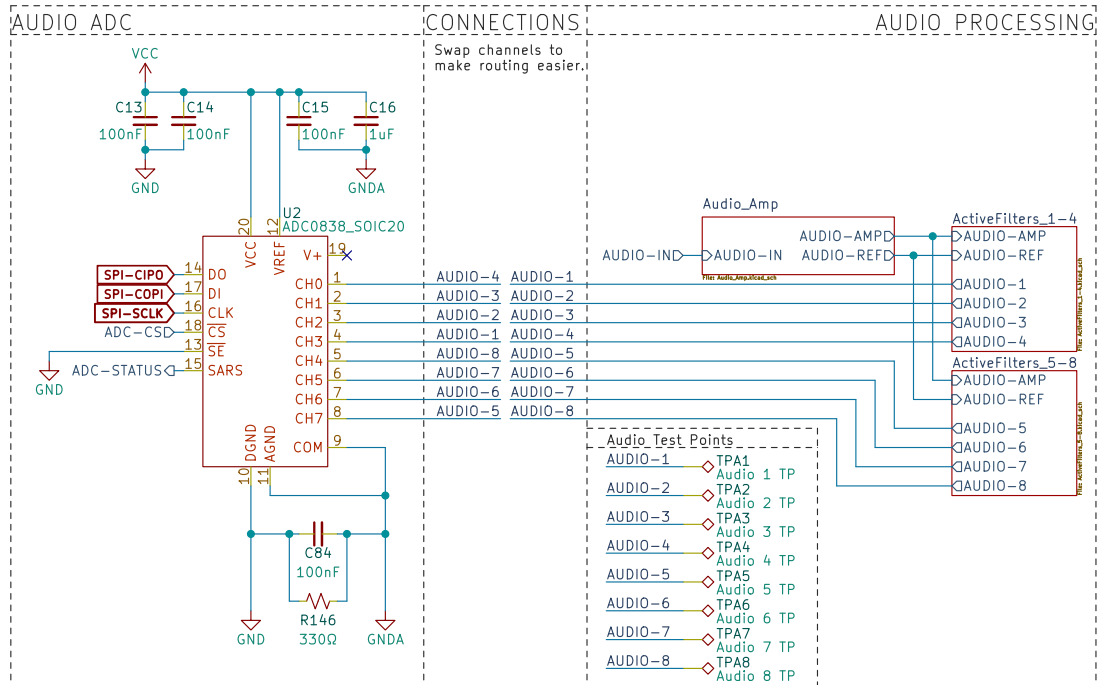 AUDIO ADC
CONNECTIONS
AUDIO PROCESSING
Swap channels to
make routing easier.
VCC
C13
100nF
C14
100nF
C15
100nF
C16
1uF
GND
GNDA
U2
ADC0838_SOIC20
20
12
VCC
VREF
V+
19
SPI-CIPO
14
DO
SPI-COPI
17
DI
SPI-SCLK
16
CLK
ADC-CS
18
CS
13
SE
ADC-STATUS
15
SARS
GND
CH0
1
CH1
2
CH2
3
CH3
4
CH4
5
CH5
6
CH6
7
CH7
8
COM
9
DGND
AGND
10
11
C84
100nF
R146
330Ω
GND
GNDA
AUDIO-4 AUDIO-1
AUDIO-3 AUDIO-2
AUDIO-2 AUDIO-3
AUDIO-1 AUDIO-4
AUDIO-8 AUDIO-5
AUDIO-7 AUDIO-6
AUDIO-6 AUDIO-7
AUDIO-5 AUDIO-8
Audio_Amp
AUDIO-IN
AUDIO-IN
AUDIO-AMP
AUDIO-REF
File: Audio_Amp.kicad_sch
ActiveFilters_1-4
AUDIO-AMP
AUDIO-REF
AUDIO-1
AUDIO-2
AUDIO-3
AUDIO-4
File: ActiveFilters_1-4.kicad_sch
ActiveFilters_5-8
AUDIO-AMP
AUDIO-REF
AUDIO-5
AUDIO-6
AUDIO-7
AUDIO-8
File: ActiveFilters_5-8.kicad_sch
Audio Test Points
AUDIO-1
TPA1
Audio 1 TP
AUDIO-2
TPA2
Audio 2 TP
AUDIO-3
TPA3
Audio 3 TP
AUDIO-4
TPA4
Audio 4 TP
AUDIO-5
TPA5
Audio 5 TP
AUDIO-6
TPA6
Audio 6 TP
AUDIO-7
TPA7
Audio 7 TP
AUDIO-8
TPA8
Audio 8 TP